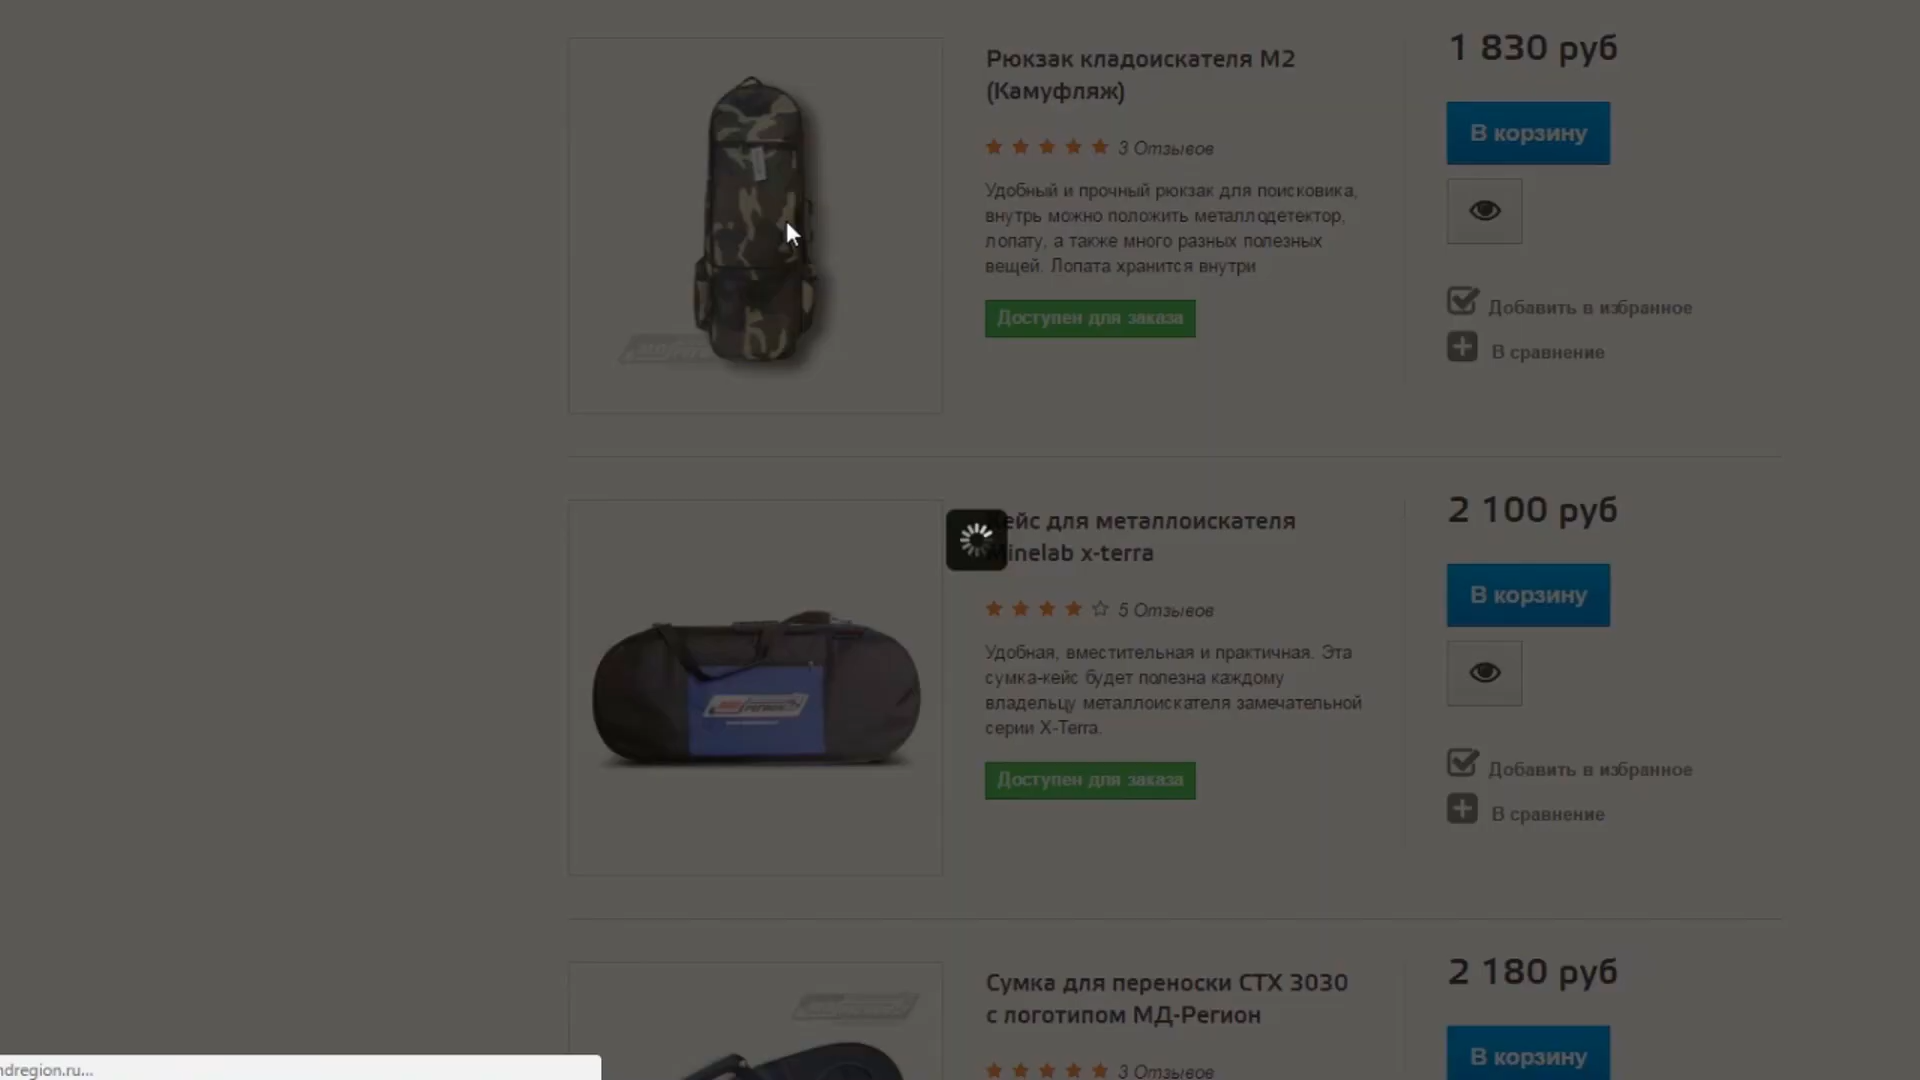 Рюкзак кладоискателя М2
(Камуфляж)
3 Отзывов
Удобный и прочный рюкзак для поисковика,
внутрь можно положить металлодетектор,
лопату, а также много разных полезных
вещей. Лопата хранится внутри
Доступен для заказа
1 830 руб
В корзину
Добавить в избранное
В сравнение
ейс для металлоискателя
inelab x-terra
5 Отзывов
Удобная, вместительная и практичная. Эта
сумка-кейс будет полезна каждому
владельцу металлоискателя замечательной
серии X-Terra.
Доступен для заказа
2 100 руб
В корзину
Добавить в избранное
В сравнение
Сумка для переноски CTX 3030
с логотипом МД-Регион
3 Отзывов
2 180 руб
В корзину
ndregion.ru...